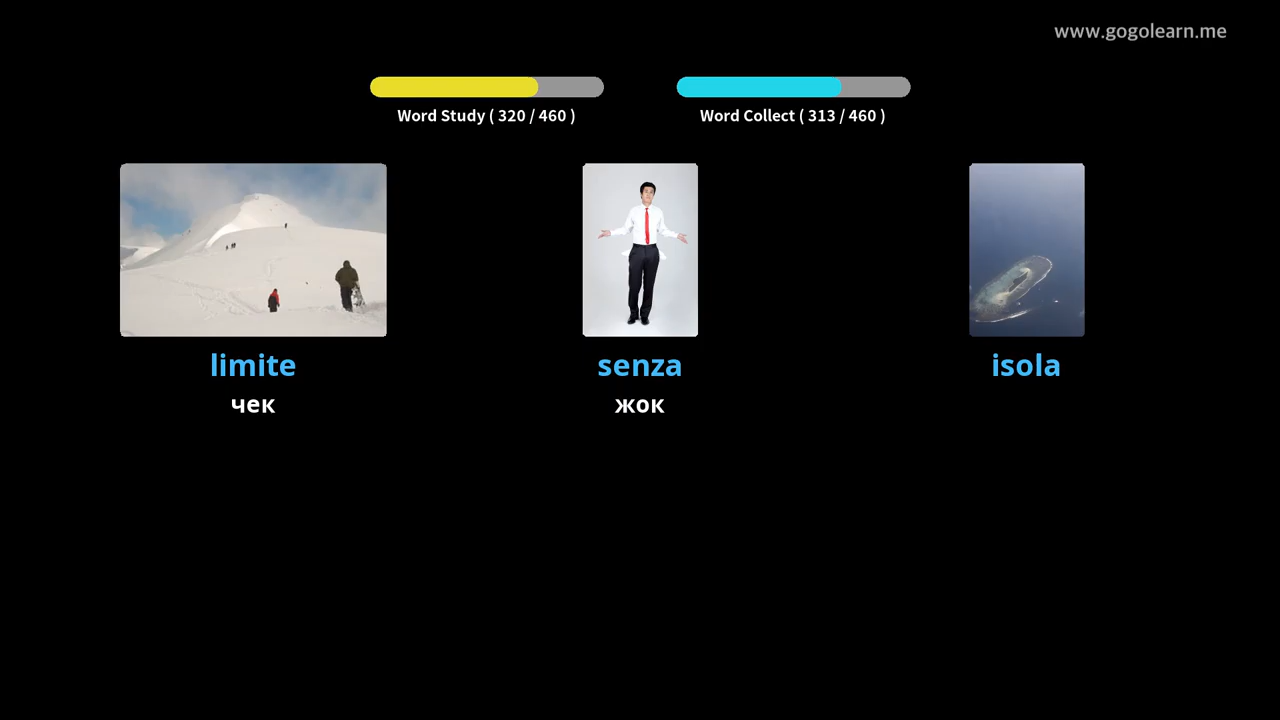 www.gogolearn.me
Word Study ( 320 / 460 )
Word Collect ( 313 / 460 )
limite
чек
senza
жок
isola